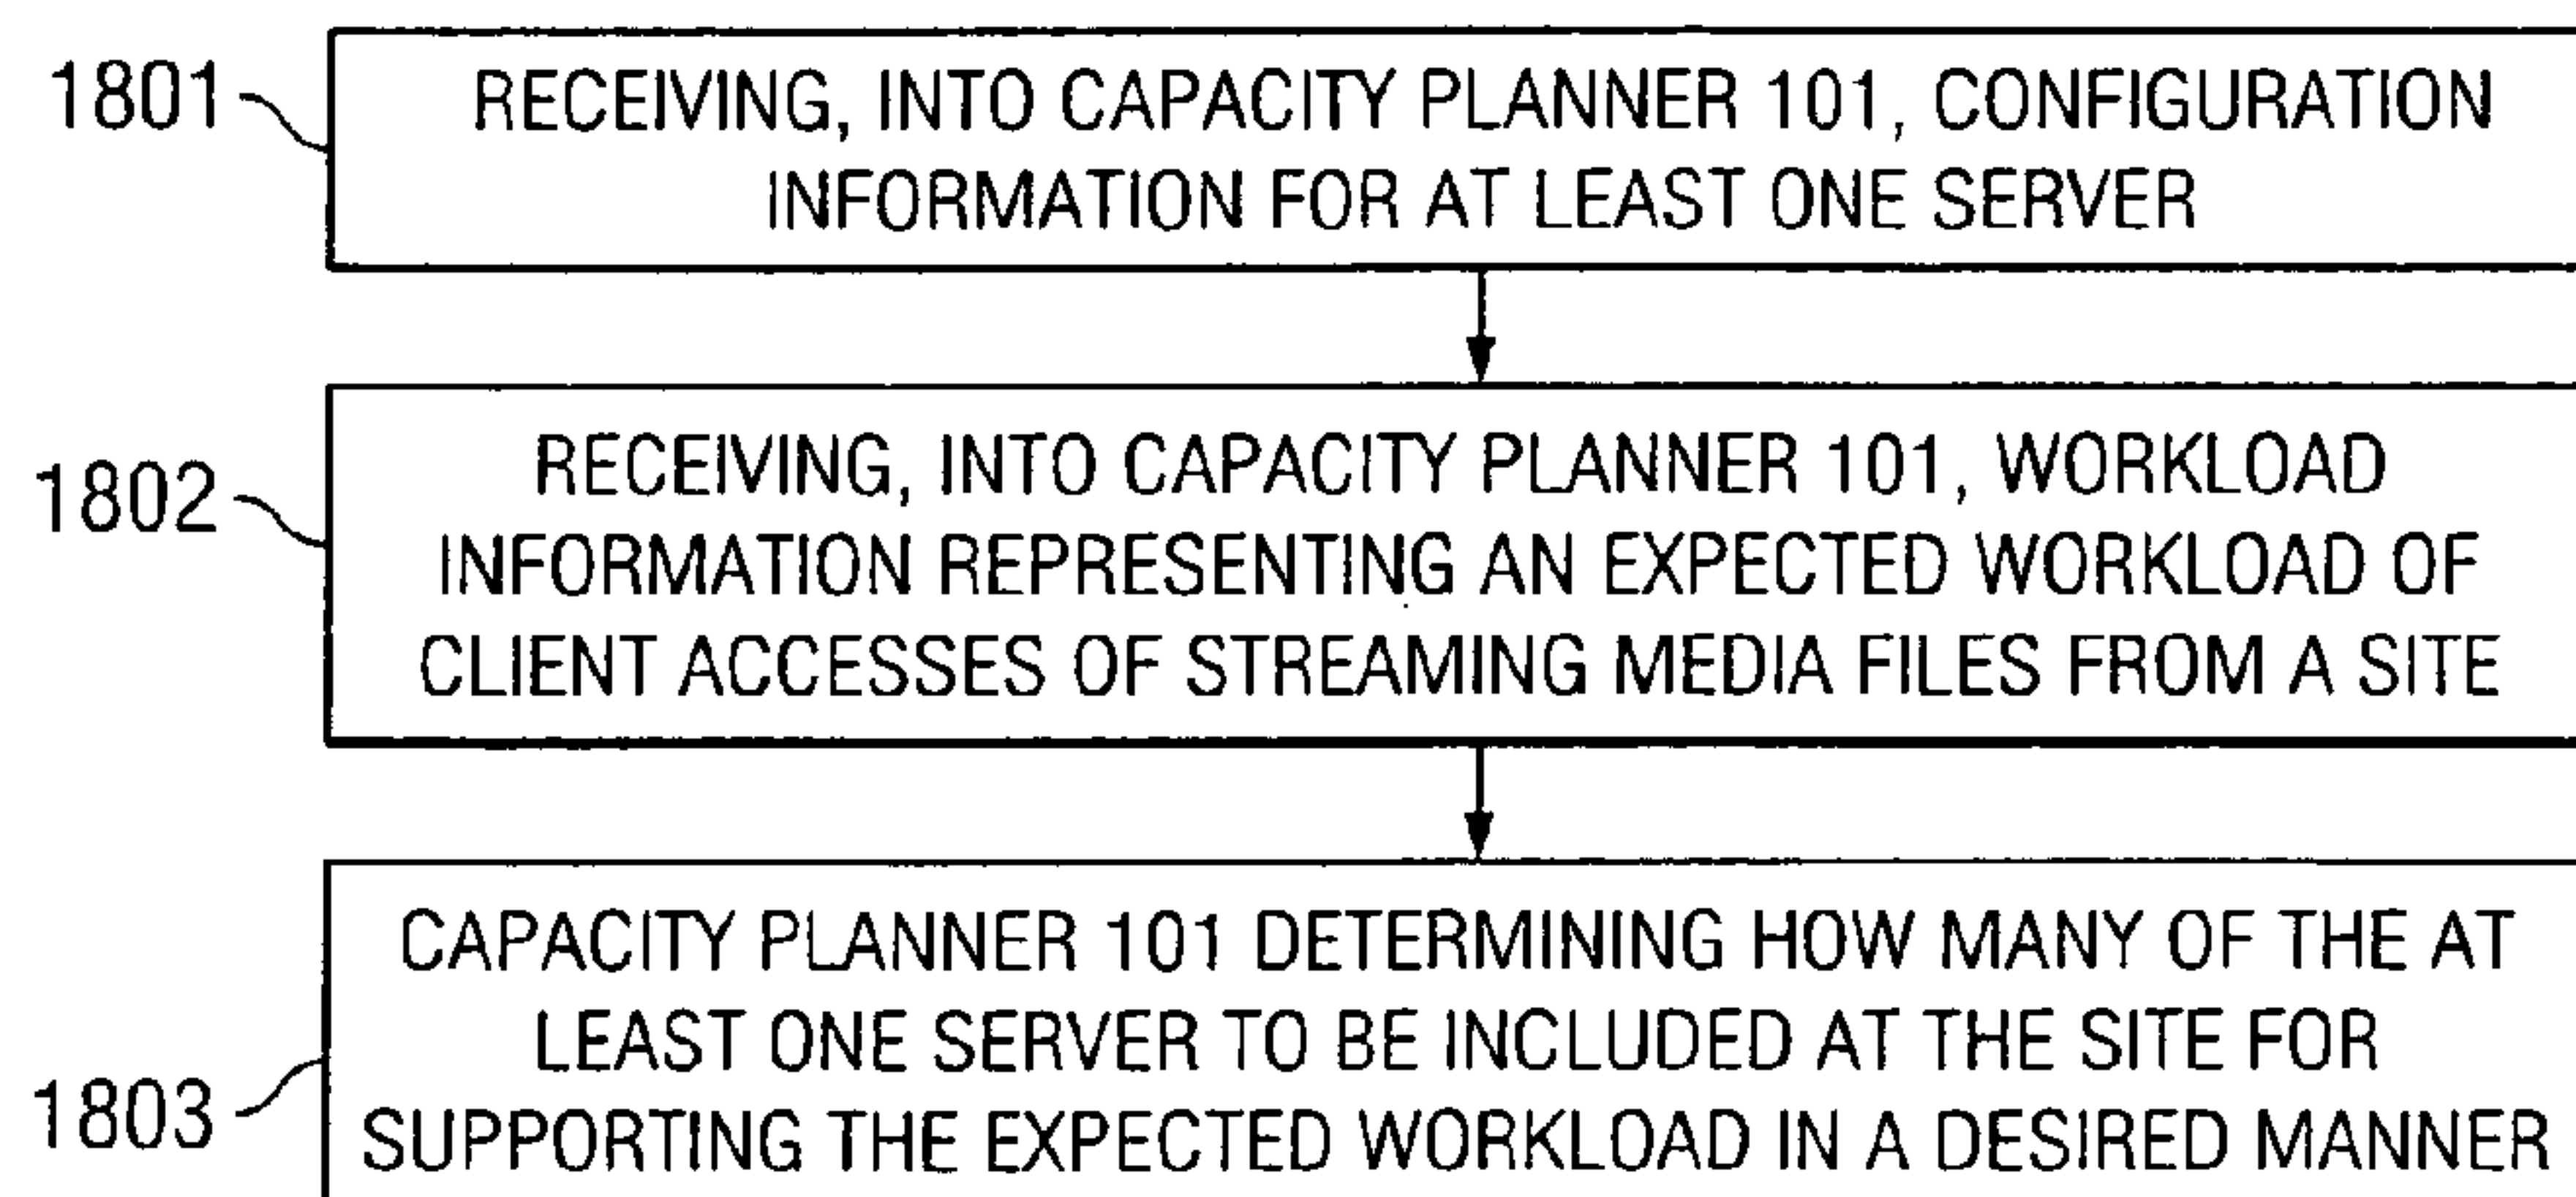 1801
RECEIVING, INTO CAPACITY PLANNER 101, CONFIGURATION
INFORMATION FOR AT LEAST ONE SERVER
1802
RECEIVING, INTO CAPACITY PLANNER 101, WORKLOAD
INFORMATION REPRESENTING AN EXPECTED WORKLOAD OF
CLIENT ACCESSES OF STREAMING MEDIA FILES FROM A SITE
1803
CAPACITY PLANNER 101 DETERMINING HOW MANY OF THE AT
LEAST ONE SERVER TO BE INCLUDED AT THE SITE FOR
SUPPORTING THE EXPECTED WORKLOAD IN A DESIRED MANNER